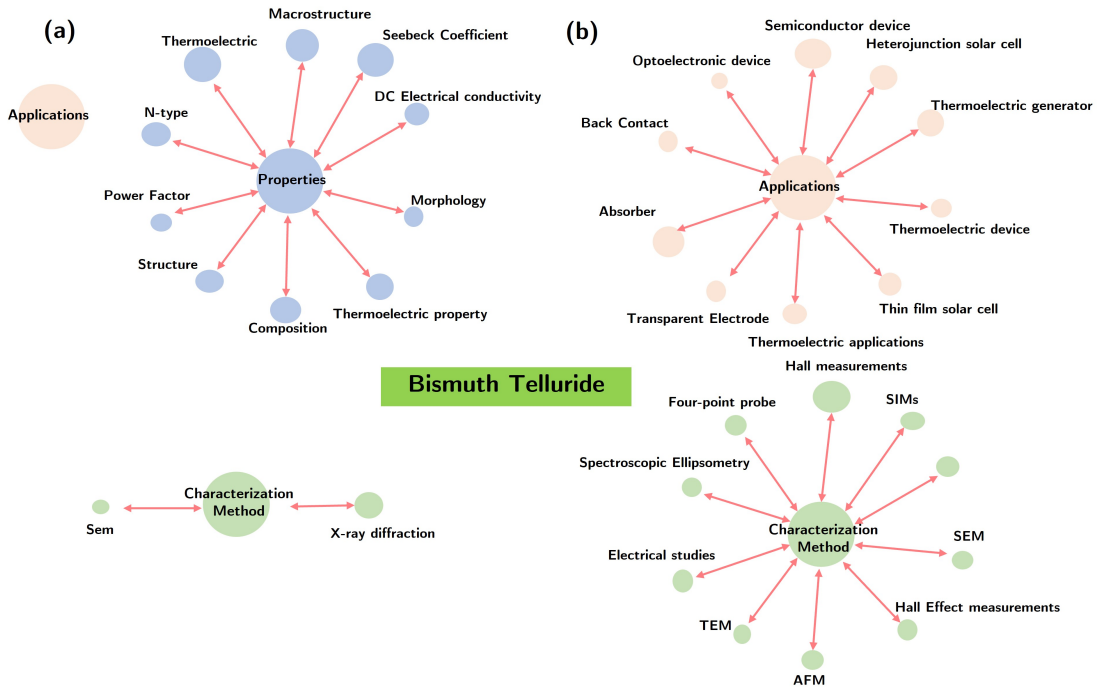 (a)
Macrostructure
Thermoelectric
Seebeck Coefficient
Applications
N-type
DC Electrical conductivity
Properties
Power Factor
Morphology
Structure
Composition
Thermoelectric property
(b)
Semiconductor device
Heterojunction solar cell
Optoelectronic device
Thermoelectric generator
Back Contact
Applications
Absorber
Thermoelectric device
Transparent Electrode
Thin film solar cell
Thermoelectric applications
Bismuth Telluride
Characterization
Method
Sem
X-ray diffraction
Hall measurements
Four-point probe
SIMs
Spectroscopic Ellipsometry
Characterization
Method
SEM
Electrical studies
Hall Effect measurements
TEM
AFM